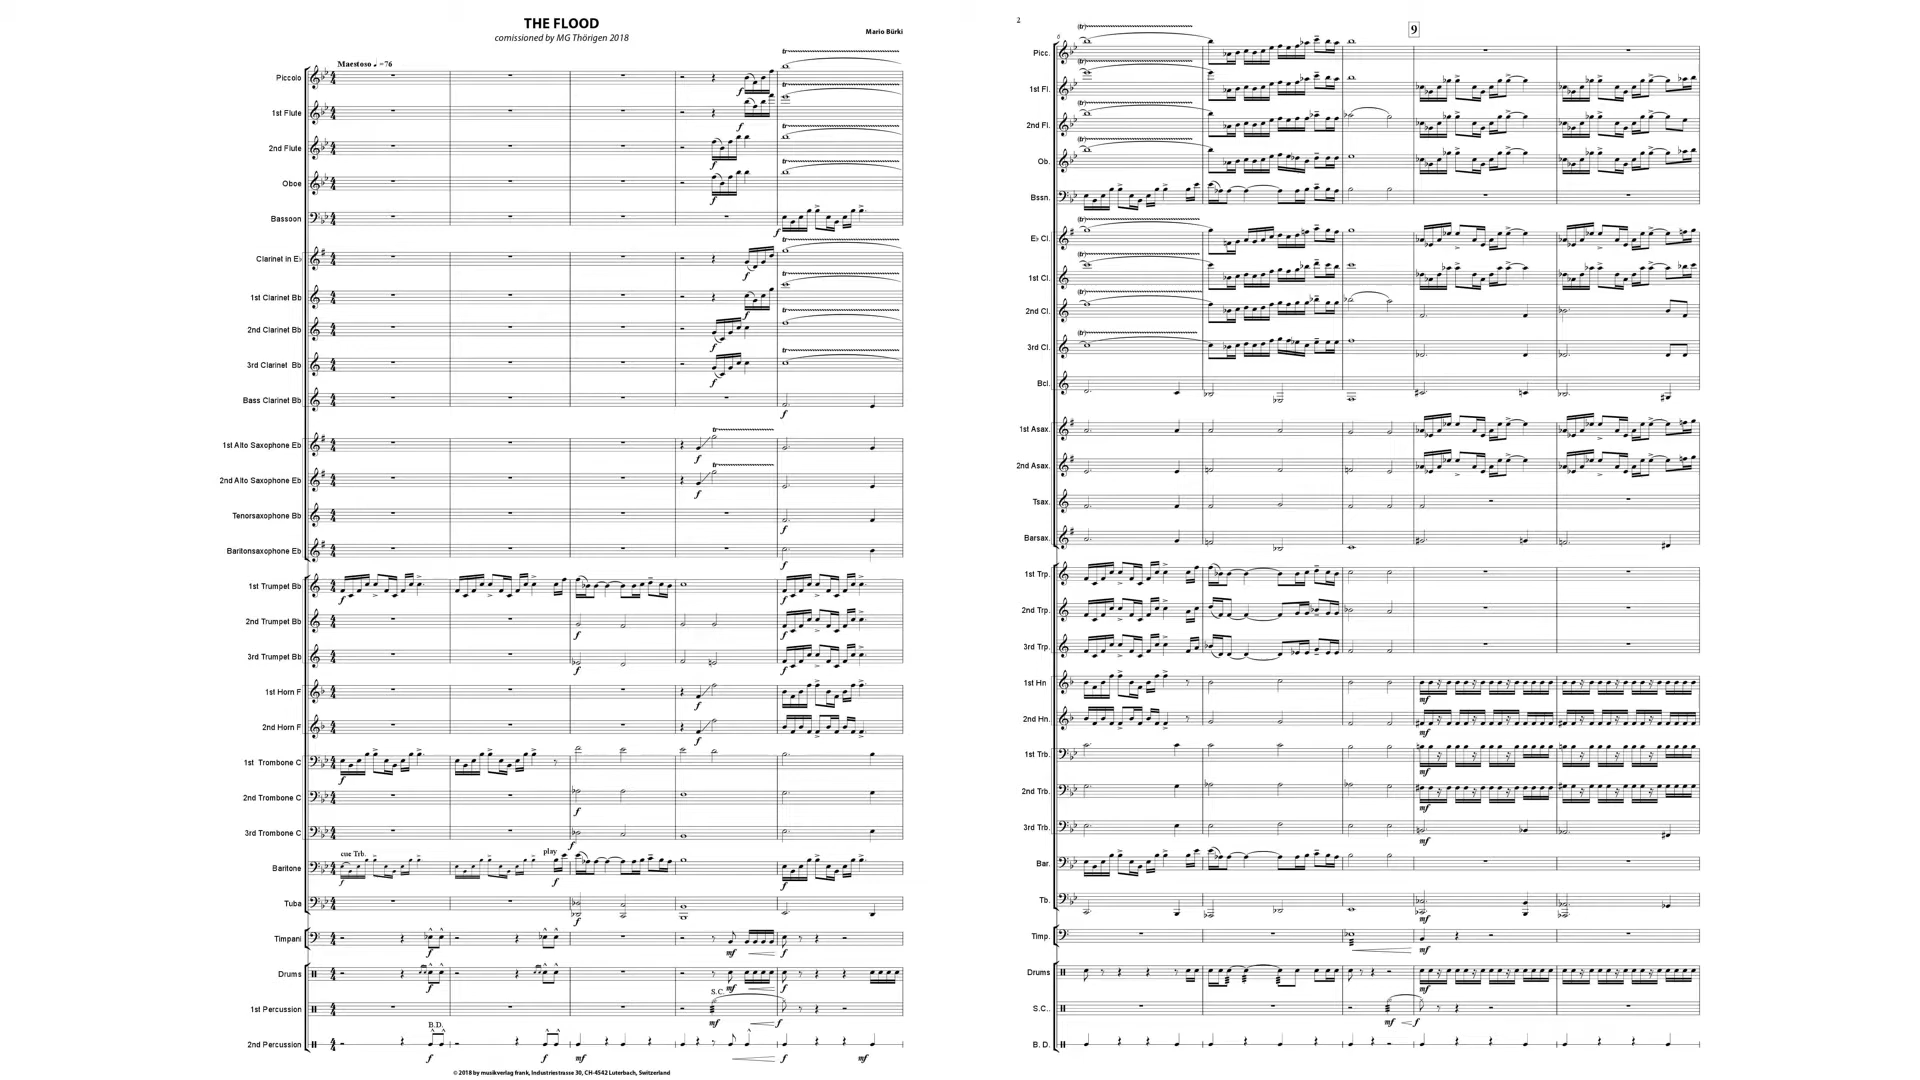 THE FLOOD
comissioned by MG Thörigen 2018
Mario Bürki
Maestoso ♩ =76
Piccolo
1st Flute
2nd Flute
Oboe
Bassoon
Clarinet in E♭
1st Clarinet Bb
2nd Clarinet Bb
3rd Clarinet Bb
Bass Clarinet Bb
1st Alto Saxophone Eb
2nd Alto Saxophone Eb
Tenorsaxophone Bb
Baritonsaxophone Eb
1st Trumpet Bb
2nd Trumpet Bb
3rd Trumpet Bb
1st Horn F
2nd Horn F
1st Trombone C
2nd Trombone C
3rd Trombone C
cue Trb. play
Baritone
Tuba
Timpani
Drums
S.C.
1st Percussion
B.D.
2nd Percussion
© 2018 by musikverlag frank, Industriestrasse 30, CH-4542 Luterbach, Switzerland
2
9
6
Picc.
1st Fl.
2nd Fl.
Ob.
Bssn.
E♭ Cl.
1st Cl.
2nd Cl.
3rd Cl.
Bcl.
1st Asax.
2nd Asax.
Tsax.
Barsax.
1st Trp.
2nd Trp.
3rd Trp.
1st Hn
2nd Hn.
1st Trb.
2nd Trb.
3rd Trb.
Bar.
Tb.
Timp.
Drums
S.C..
B. D.